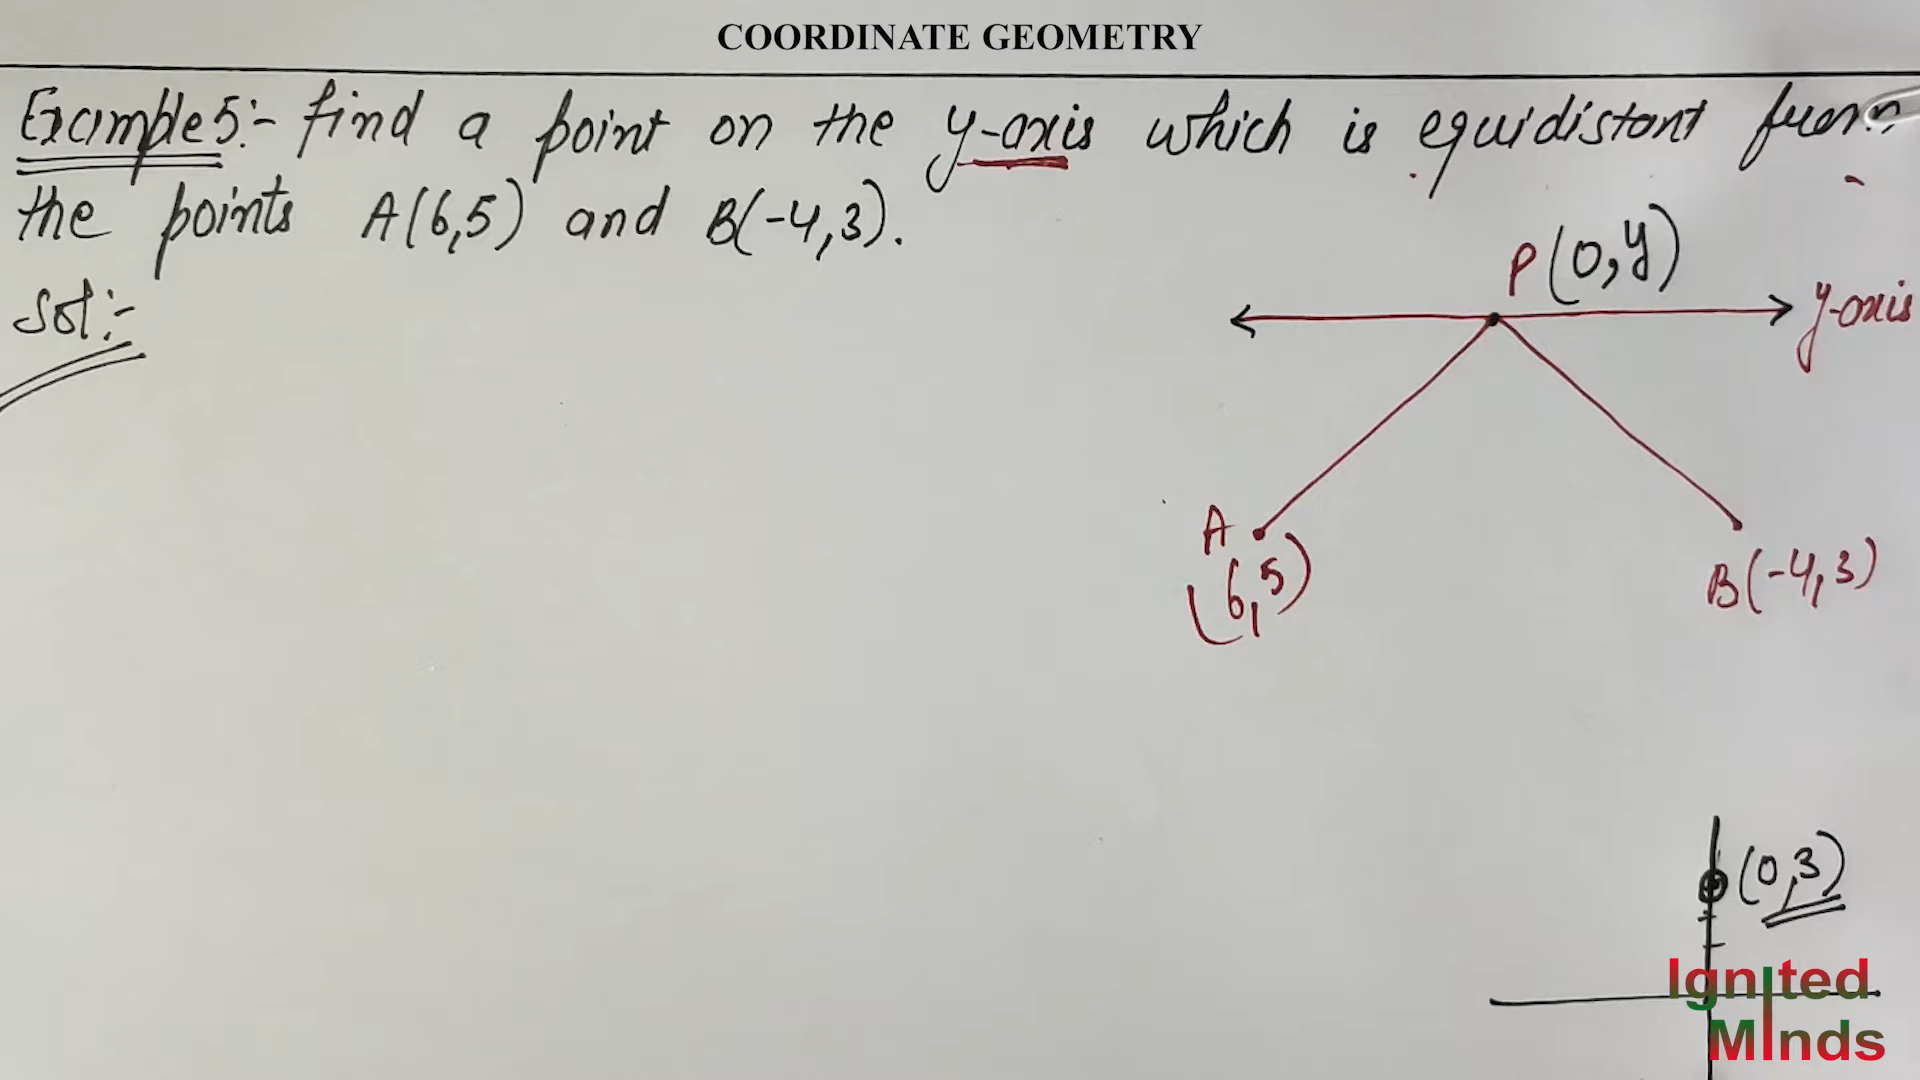 COORDINATE GEOMETRY
Example 5:- find a point on the y-axis which is equidistant from
the points A(6,5) and B(-4,3).
Sol:-
P(0,y)
y-axis
A
(6,5)
B(-4,3)
(0,3)
Ignited
Minds